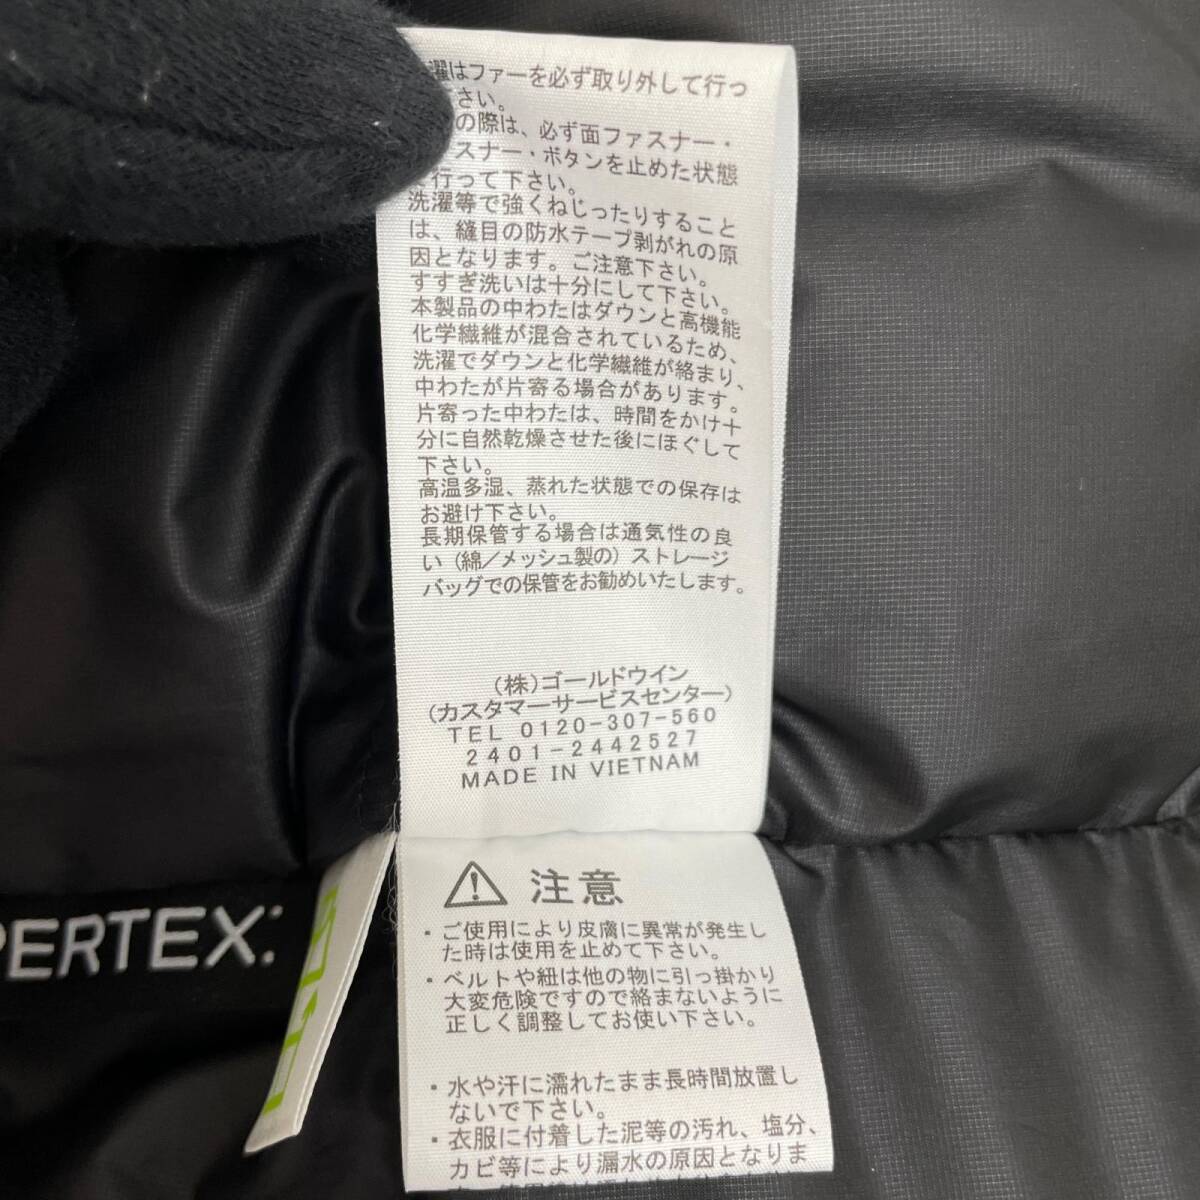 濯はファーを必ず取り外して行っ
さい。
の際は、必ず面ファスナー・
スナー・ボタンを止めた状態
で行って下さい。
洗濯等で強くねじったりすること
は、縫目の防水テープ剥がれの原
因となります。ご注意下さい。
すすぎ洗いは十分にして下さい。
本製品の中わたはダウンと高機能
化学繊維が混合されているため、
洗濯でダウンと化学繊維が絡まり、
中わたが片寄る場合があります。
片寄った中わたは、時間をかけ十
分に自然乾燥させた後にほぐして
下さい。
高温多湿、蒸れた状態での保存は
お避け下さい。
長期保管する場合は通気性の良
い(綿/メッシュ製の)ストレージ
バッグでの保管をお勧めいたします。
(株)ゴールドウイン
(カスタマーサービスセンター)
TEL 0120-307-560
2401-2442527
MADE IN VIETNAM
⚠ 注意
・ご使用により皮膚に異常が発生し
た時は使用を止めて下さい。
・ベルトや紐は他の物に引っ掛かり
大変危険ですので絡まないように
正しく調整してお使い下さい。
・水や汗に濡れたまま長時間放置し
ないで下さい。
・衣服に付着した泥等の汚れ、塩分、
カビ等により漏水の原因となりま
PERTEX: